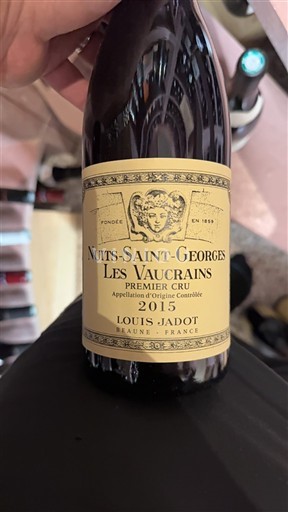 FONDÉE EN 1859
NUITS-SAINT-GEORGES
LES VAUCRAINS
PREMIER CRU
Appellation d'Origine Contrôlée
2015
LOUIS JADOT
BEAUNE - FRANCE